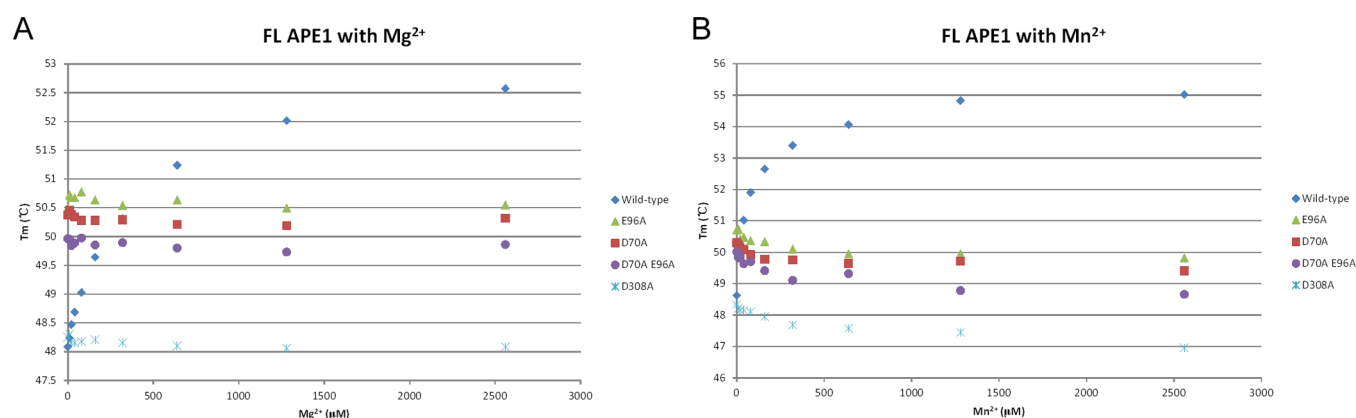 A
FL APE1 with Mg²⁺
53
52.5
52
51.5
51
50.5
50
49.5
49
48.5
48
47.5
Tm (℃)
0
500
1000
1500
2000
2500
3000
Mg²⁺ (μM)
Wild-type
E96A
D70A
D70A E96A
D308A
B
FL APE1 with Mn²⁺
56
55
54
53
52
51
50
49
48
47
46
Tm (℃)
0
500
1000
1500
2000
2500
3000
Mn²⁺ (μM)
Wild-type
E96A
D70A
D70A E96A
D308A